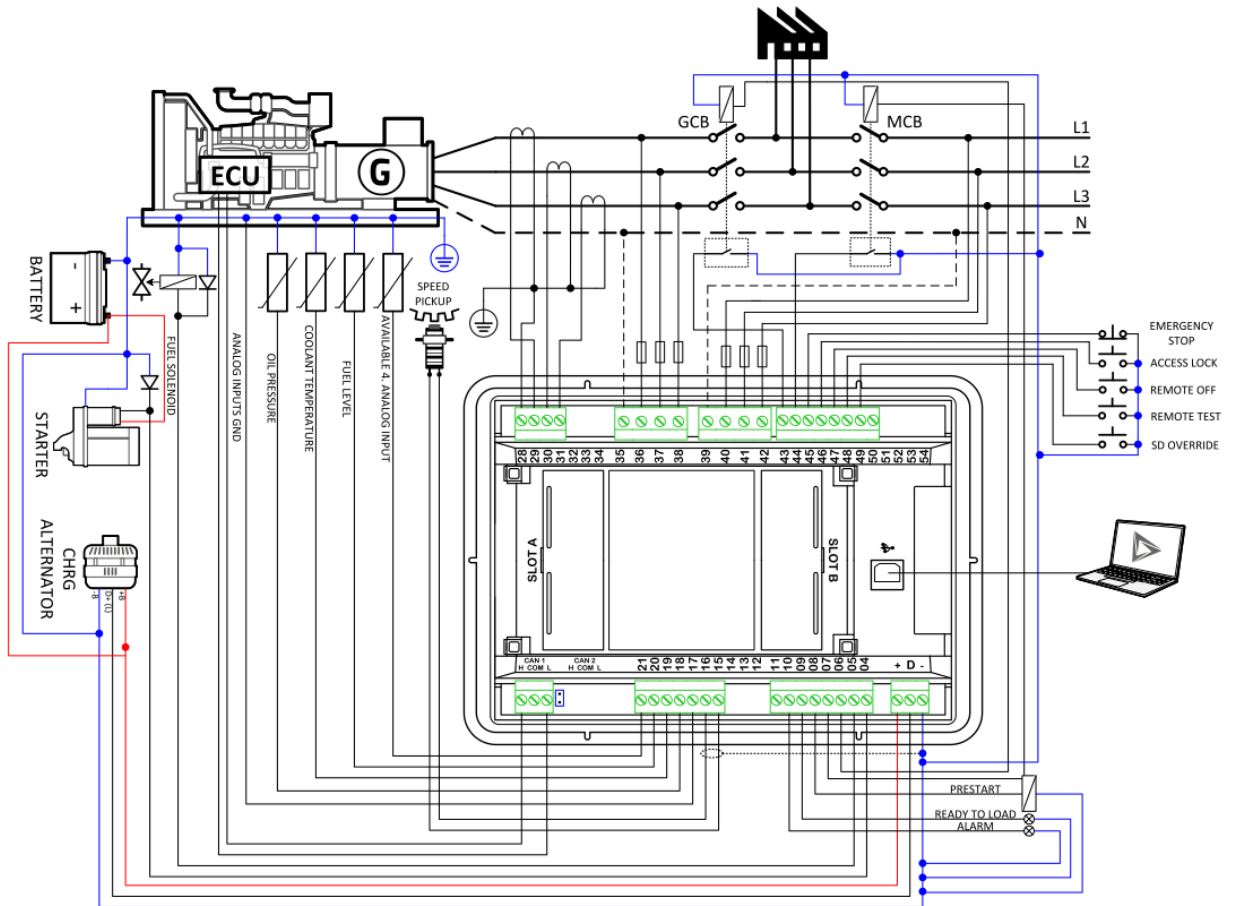 GCB
MCB
L1
L2
L3
N
ECU
G
BATTERY
-
+
FUEL SOLENOID
ANALOG INPUTS GND
OIL PRESSURE
COOLANT TEMPERATURE
FUEL LEVEL
AVAILABLE 4. ANALOG INPUT
SPEED
PICKUP
STARTER
CHRG
ALTERNATOR
-B
D+ (L)
+B
EMERGENCY
STOP
ACCESS LOCK
REMOTE OFF
REMOTE TEST
SD OVERRIDE
28 29 30 31 32 33 34 35 36 37 38 39 40 41 42 43 44 45 46 47 48 49 50 51 52 53 54
SLOT A
SLOT B
CAN 1
H COM L
CAN 2
H COM L
21 20 19 18 17 16 15 14 13 12 11 10 09 08 07 06 05 04
+ D -
PRESTART
READY TO LOAD
ALARM